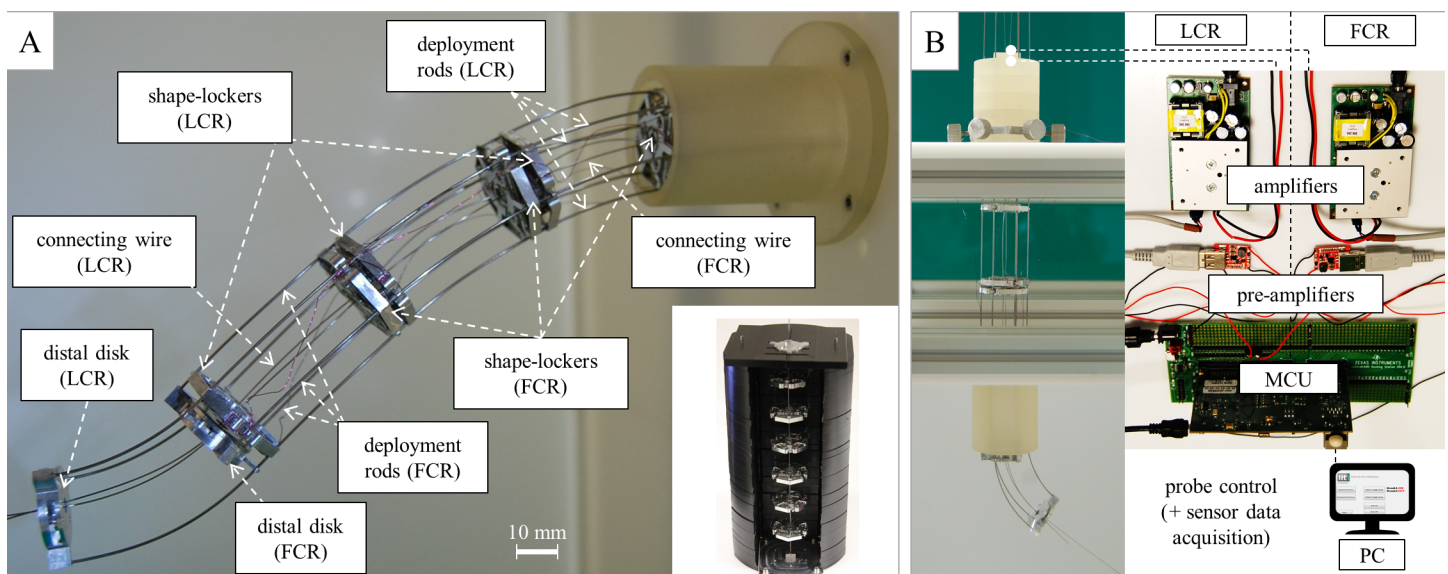 A
deployment
rods (LCR)
shape-lockers
(LCR)
connecting wire
(LCR)
connecting wire
(FCR)
distal disk
(LCR)
shape-lockers
(FCR)
deployment
rods (FCR)
distal disk
(FCR)
10 mm
B
LCR
FCR
amplifiers
pre-amplifiers
TEXAS INSTRUMENTS
MCU
probe control
(+ sensor data
acquisition)
PC